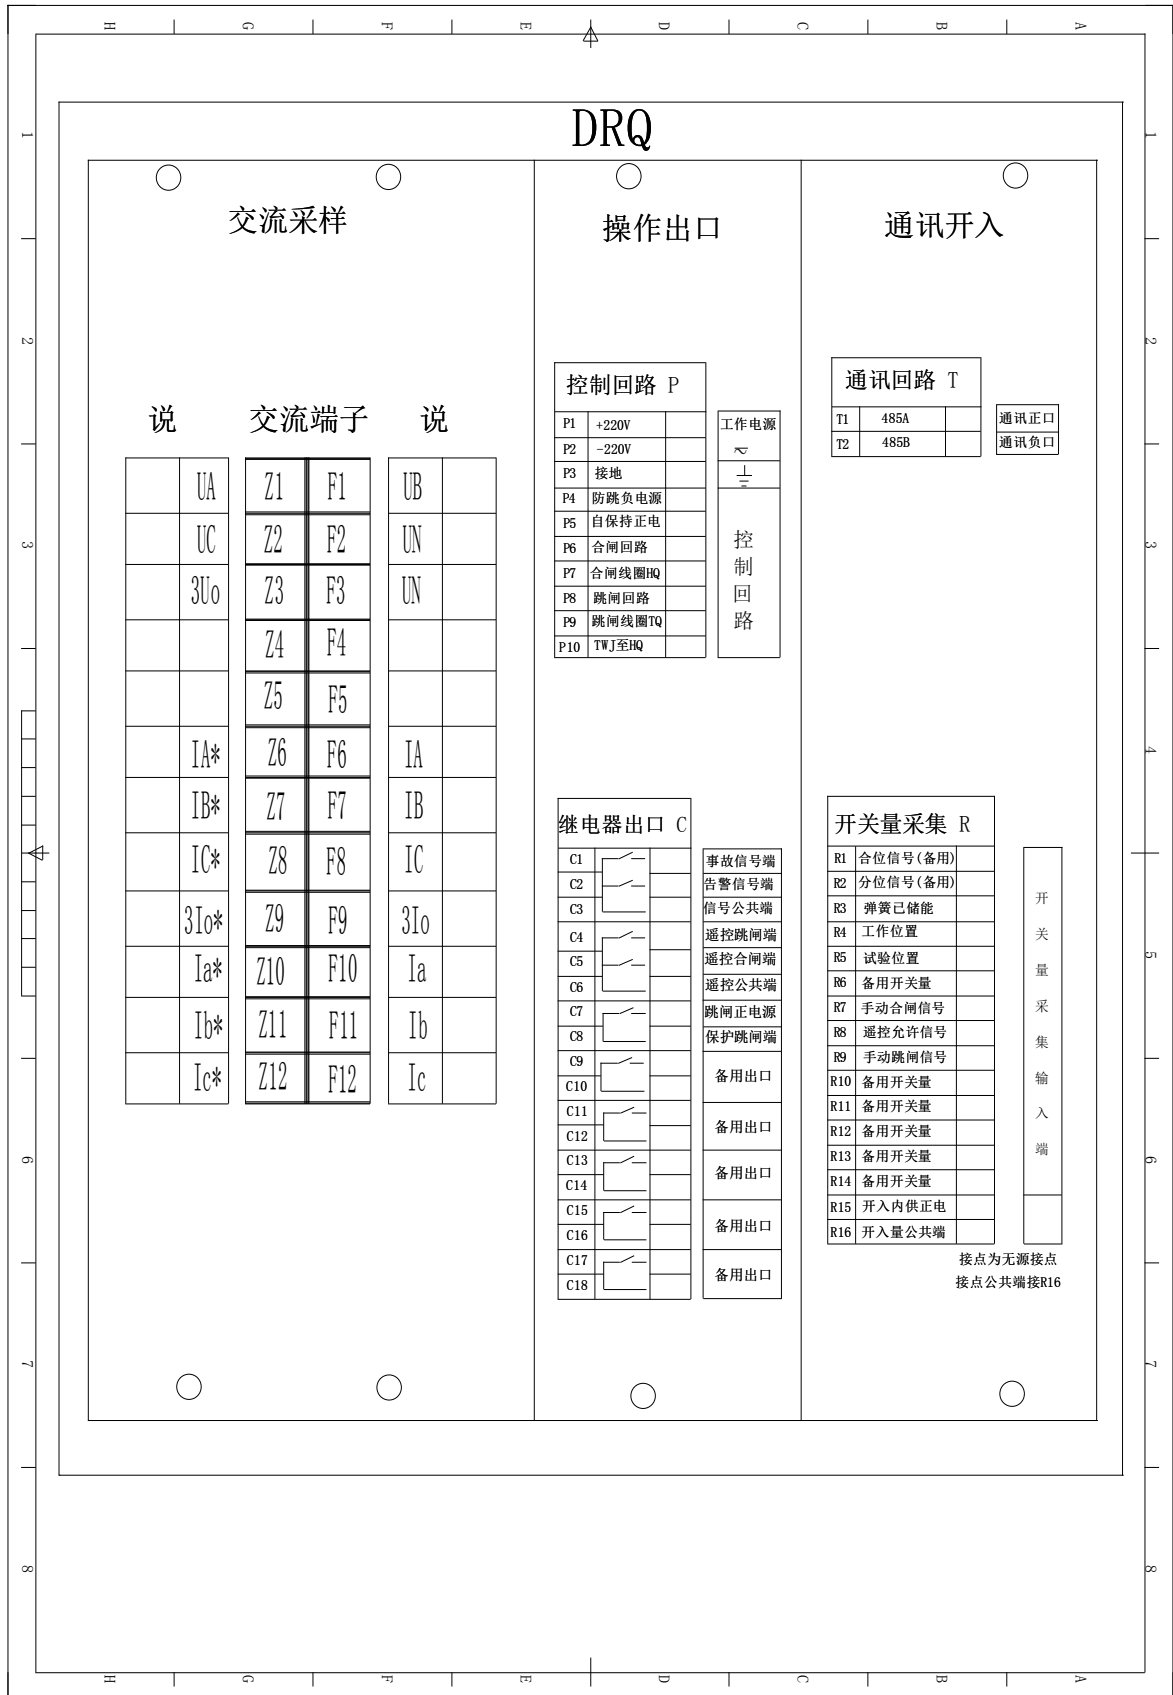 H G F E D C B A
DRQ
交流采样
操作出口
通讯开入
说 交流端子 说
UA Z1 F1 UB
UC Z2 F2 UN
3Uo Z3 F3 UN
Z4 F4
Z5 F5
IA* Z6 F6 IA
IB* Z7 F7 IB
IC* Z8 F8 IC
3Io* Z9 F9 3Io
Ia* Z10 F10 Ia
Ib* Z11 F11 Ib
Ic* Z12 F12 Ic
控制回路 P
P1 +220V
P2 -220V
P3 接地
P4 防跳负电源
P5 自保持正电
P6 合闸回路
P7 合闸线圈HQ
P8 跳闸回路
P9 跳闸线圈TQ
P10 TWJ至HQ
工作电源
控制回路
继电器出口 C
C1 事故信号端
C2 告警信号端
C3 信号公共端
C4 遥控跳闸端
C5 遥控合闸端
C6 遥控公共端
C7 跳闸正电源
C8 保护跳闸端
C9
C10 备用出口
C11
C12 备用出口
C13
C14 备用出口
C15
C16 备用出口
C17
C18 备用出口
通讯回路 T
T1 485A 通讯正口
T2 485B 通讯负口
开关量采集 R
R1 合位信号(备用)
R2 分位信号(备用)
R3 弹簧已储能
R4 工作位置
R5 试验位置
R6 备用开关量
R7 手动合闸信号
R8 遥控允许信号
R9 手动跳闸信号
R10 备用开关量
R11 备用开关量
R12 备用开关量
R13 备用开关量
R14 备用开关量
R15 开入内供正电
R16 开入量公共端
开关量采集输入端
接点为无源接点
接点公共端接R16
1 1
2 2
3 3
4 4
5 5
6 6
7 7
8 8
H G F E D C B A